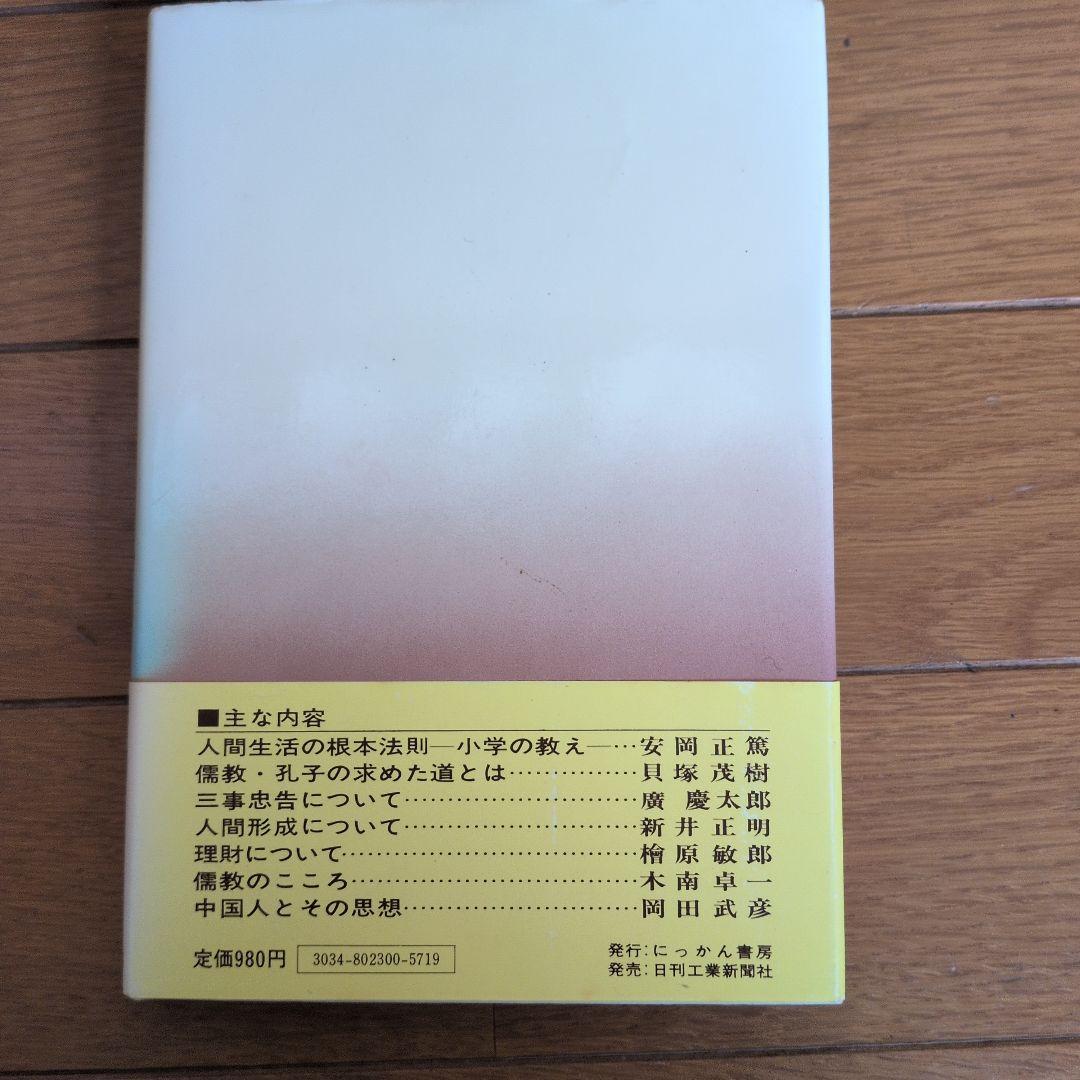 ■主な内容
人間生活の根本法則―小学の教え―…安岡正篤
儒教・孔子の求めた道とは……………貝塚茂樹
三事忠告について………………………廣 慶太郎
人間形成について………………………新井正明
理財について……………………………檜原敏郎
儒教のこころ……………………………木南卓一
中国人とその思想………………………岡田武彦
定価980円 3034-802300-5719
発行:にっかん書房
発売:日刊工業新聞社